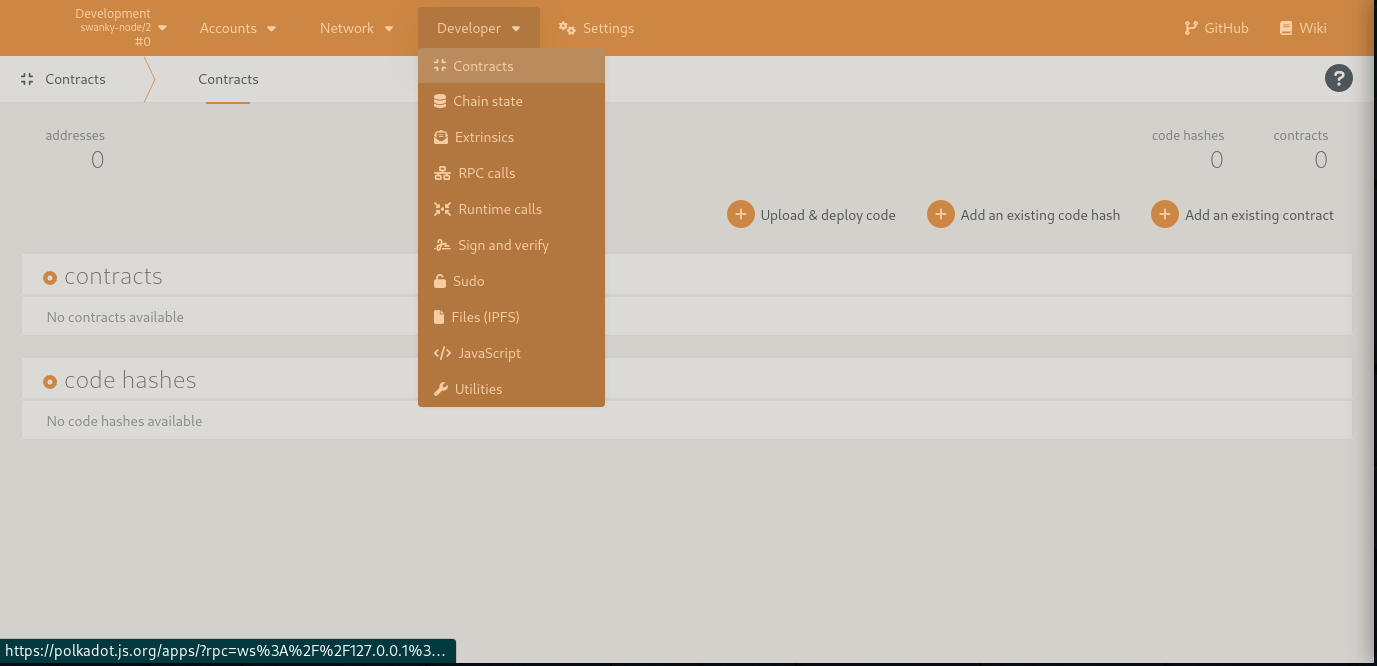 Development
swanky-node/2
#0
Accounts
Network
Developer
Settings
GitHub
Wiki
Contracts
Contracts
?
Contracts
Chain state
Extrinsics
RPC calls
Runtime calls
Sign and verify
Sudo
Files (IPFS)
JavaScript
Utilities
addresses
0
code hashes
0
contracts
0
Upload & deploy code
Add an existing code hash
Add an existing contract
contracts
No contracts available
code hashes
No code hashes available
https://polkadot.js.org/apps/?rpc=ws%3A%2F%2F127.0.0.1%3...